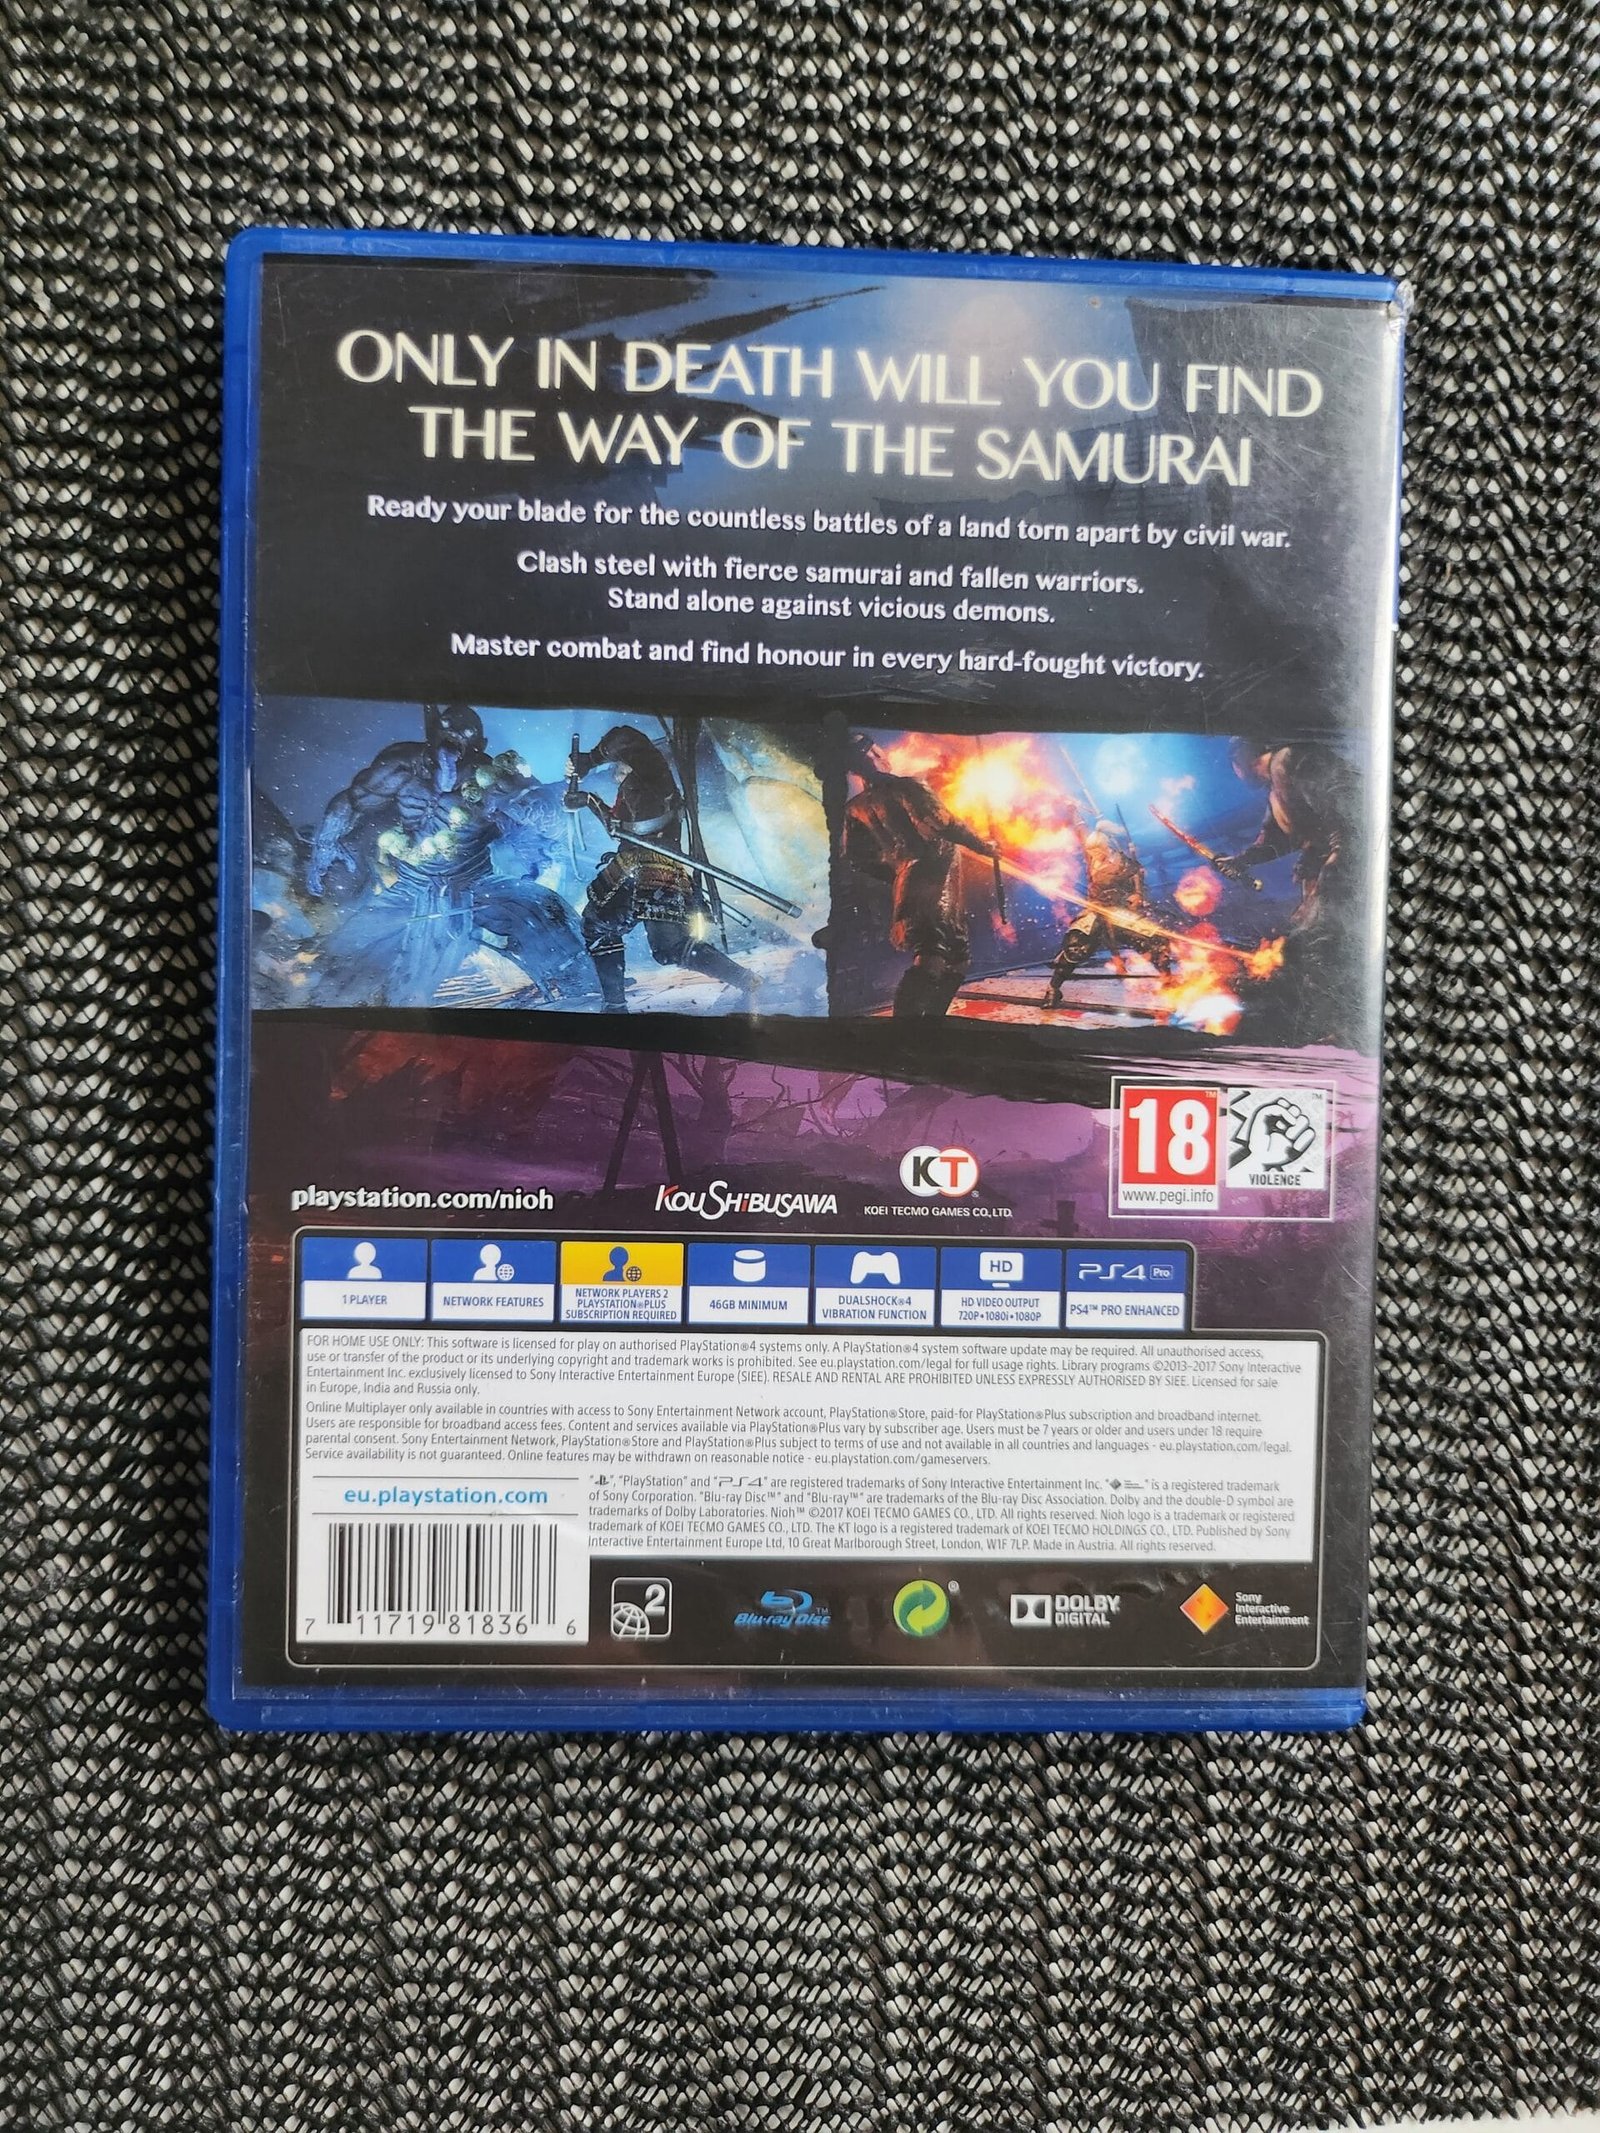 ONLY IN DEATH WILL YOU FIND
THE WAY OF THE SAMURAI
Ready your blade for the countless battles of a land torn apart by civil war.
Clash steel with fierce samurai and fallen warriors.
Stand alone against vicious demons.
Master combat and find honour in every hard-fought victory.
18™
www.pegi.info
™
VIOLENCE
playstation.com/nioh
KOU SHiBUSAWA
KT®
KOEI TECMO GAMES CO., LTD.
1 PLAYER
NETWORK FEATURES
NETWORK PLAYERS 2
PLAYSTATION®PLUS
SUBSCRIPTION REQUIRED
46GB MINIMUM
DUALSHOCK®4
VIBRATION FUNCTION
HD
HD VIDEO OUTPUT
720P•1080i•1080P
PS4 Pro
PS4™ PRO ENHANCED
FOR HOME USE ONLY: This software is licensed for play on authorised PlayStation®4 systems only. A PlayStation®4 system software update may be required. All unauthorised access,
use or transfer of the product or its underlying copyright and trademark works is prohibited. See eu.playstation.com/legal for full usage rights. Library programs ©2013-2017 Sony Interactive
Entertainment Inc. exclusively licensed to Sony Interactive Entertainment Europe (SIEE). RESALE AND RENTAL ARE PROHIBITED UNLESS EXPRESSLY AUTHORISED BY SIEE. Licensed for sale
in Europe, India and Russia only.
Online Multiplayer only available in countries with access to Sony Entertainment Network account, PlayStation®Store, paid-for PlayStation®Plus subscription and broadband internet.
Users are responsible for broadband access fees. Content and services available via PlayStation®Plus vary by subscriber age. Users must be 7 years or older and users under 18 require
parental consent. Sony Entertainment Network, PlayStation®Store and PlayStation®Plus subject to terms of use and not available in all countries and languages - eu.playstation.com/legal.
Service availability is not guaranteed. Online features may be withdrawn on reasonable notice - eu.playstation.com/gameservers.
eu.playstation.com
"", "PlayStation" and "PS4" are registered trademarks of Sony Interactive Entertainment Inc. "" is a registered trademark
of Sony Corporation. "Blu-ray Disc™" and "Blu-ray™" are trademarks of the Blu-ray Disc Association. Dolby and the double-D symbol are
trademarks of Dolby Laboratories. Nioh™ ©2017 KOEI TECMO GAMES CO., LTD. All rights reserved. Nioh logo is a trademark or registered
trademark of KOEI TECMO GAMES CO., LTD. The KT logo is a registered trademark of KOEI TECMO HOLDINGS CO., LTD. Published by Sony
Interactive Entertainment Europe Ltd, 10 Great Marlborough Street, London, W1F 7LP. Made in Austria. All rights reserved.
7 11719 81836 6
2
Blu-ray Disc™
®
DOLBY
DIGITAL
Sony
Interactive
Entertainment